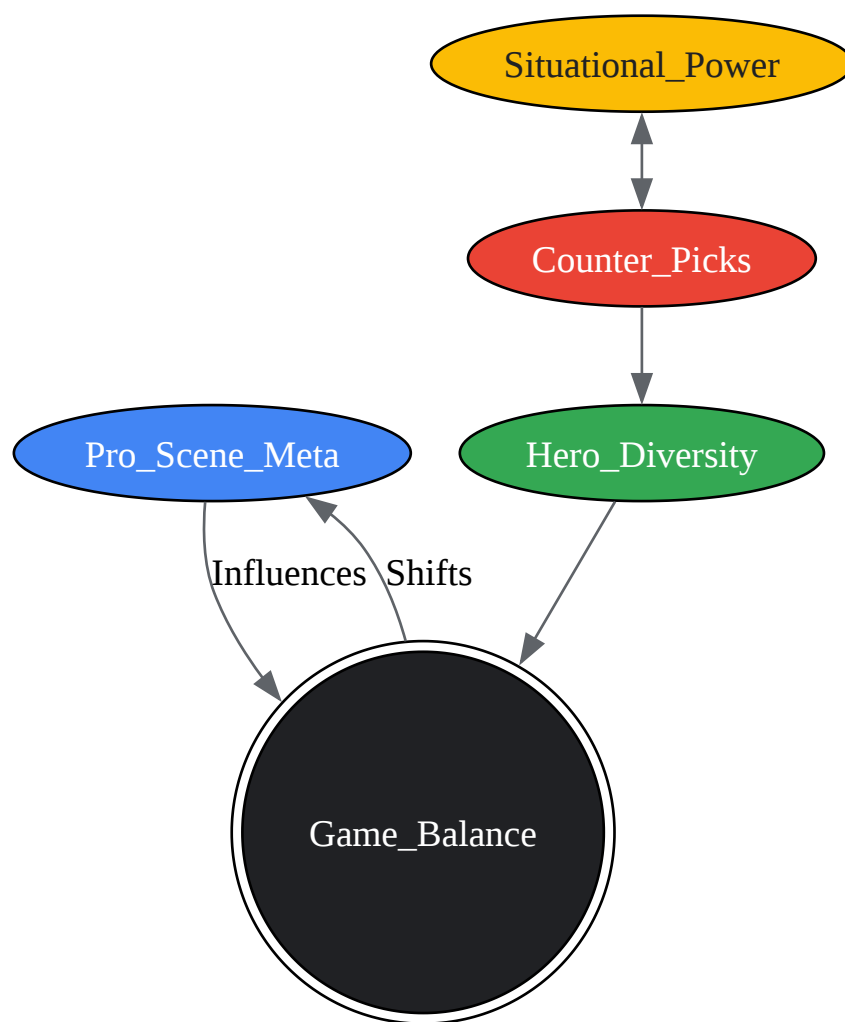 Situational_Power
Counter_Picks
Pro_Scene_Meta
Hero_Diversity
Influences
Shifts
Game_Balance